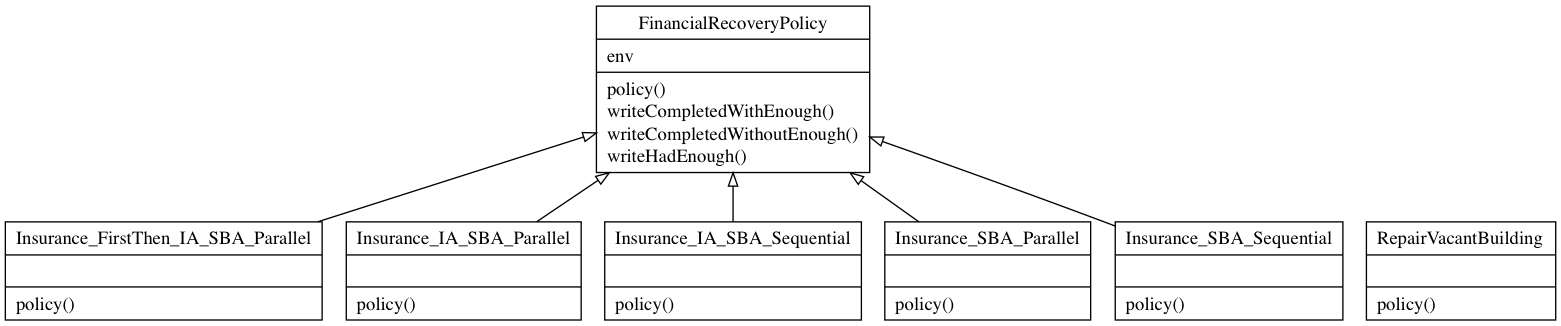 FinancialRecoveryPolicy
env
policy()
writeCompletedWithEnough()
writeCompletedWithoutEnough()
writeHadEnough()
Insurance_FirstThen_IA_SBA_Parallel
policy()
Insurance_IA_SBA_Parallel
policy()
Insurance_IA_SBA_Sequential
policy()
Insurance_SBA_Parallel
policy()
Insurance_SBA_Sequential
policy()
RepairVacantBuilding
policy()